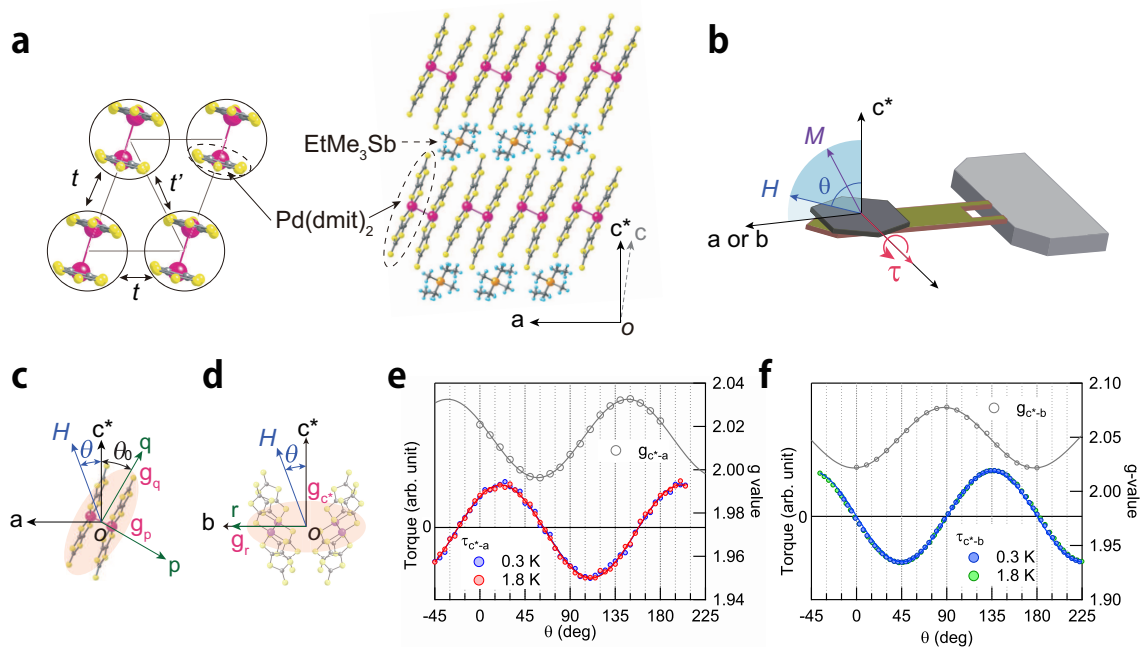 a
EtMe3Sb
Pd(dmit)2
t
t'
t
c*
c
a
o
b
c*
M
H
θ
a or b
τ
c
c*
H
θ
θ0
q
gq
a
o
gp
p
d
c*
H
θ
gc*
r
b
o
gr
e
2.04
2.02
2.00
1.98
1.96
1.94
g-value
Torque (arb. unit)
0
gc*-a
τc*-a
0.3 K
1.8 K
-45 0 45 90 135 180 225
θ (deg)
f
2.10
2.05
2.00
1.95
1.90
g-value
Torque (arb. unit)
0
gc*-b
τc*-b
0.3 K
1.8 K
-45 0 45 90 135 180 225
θ (deg)